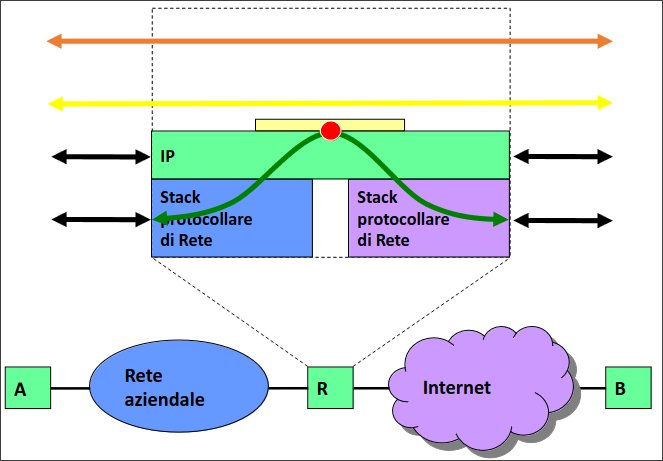 IP
Stack
protocollare
di Rete
Stack
protocollare
di Rete
A
Rete
aziendale
R
Internet
B